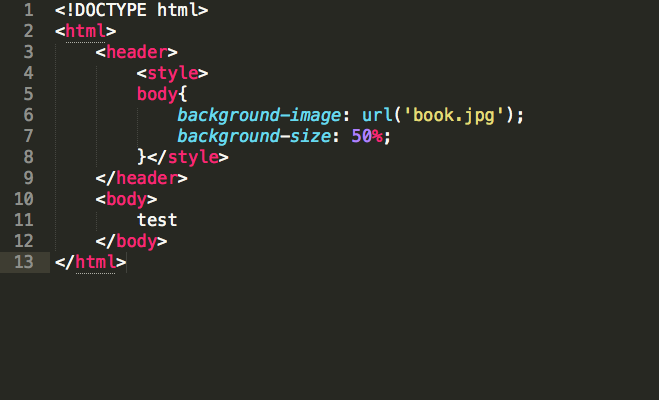 1 <!DOCTYPE html>
2 <html>
3     <header>
4         <style>
5         body{
6             background-image: url('book.jpg');
7             background-size: 50%;
8         }</style>
9     </header>
10     <body>
11         test
12     </body>
13 </html>